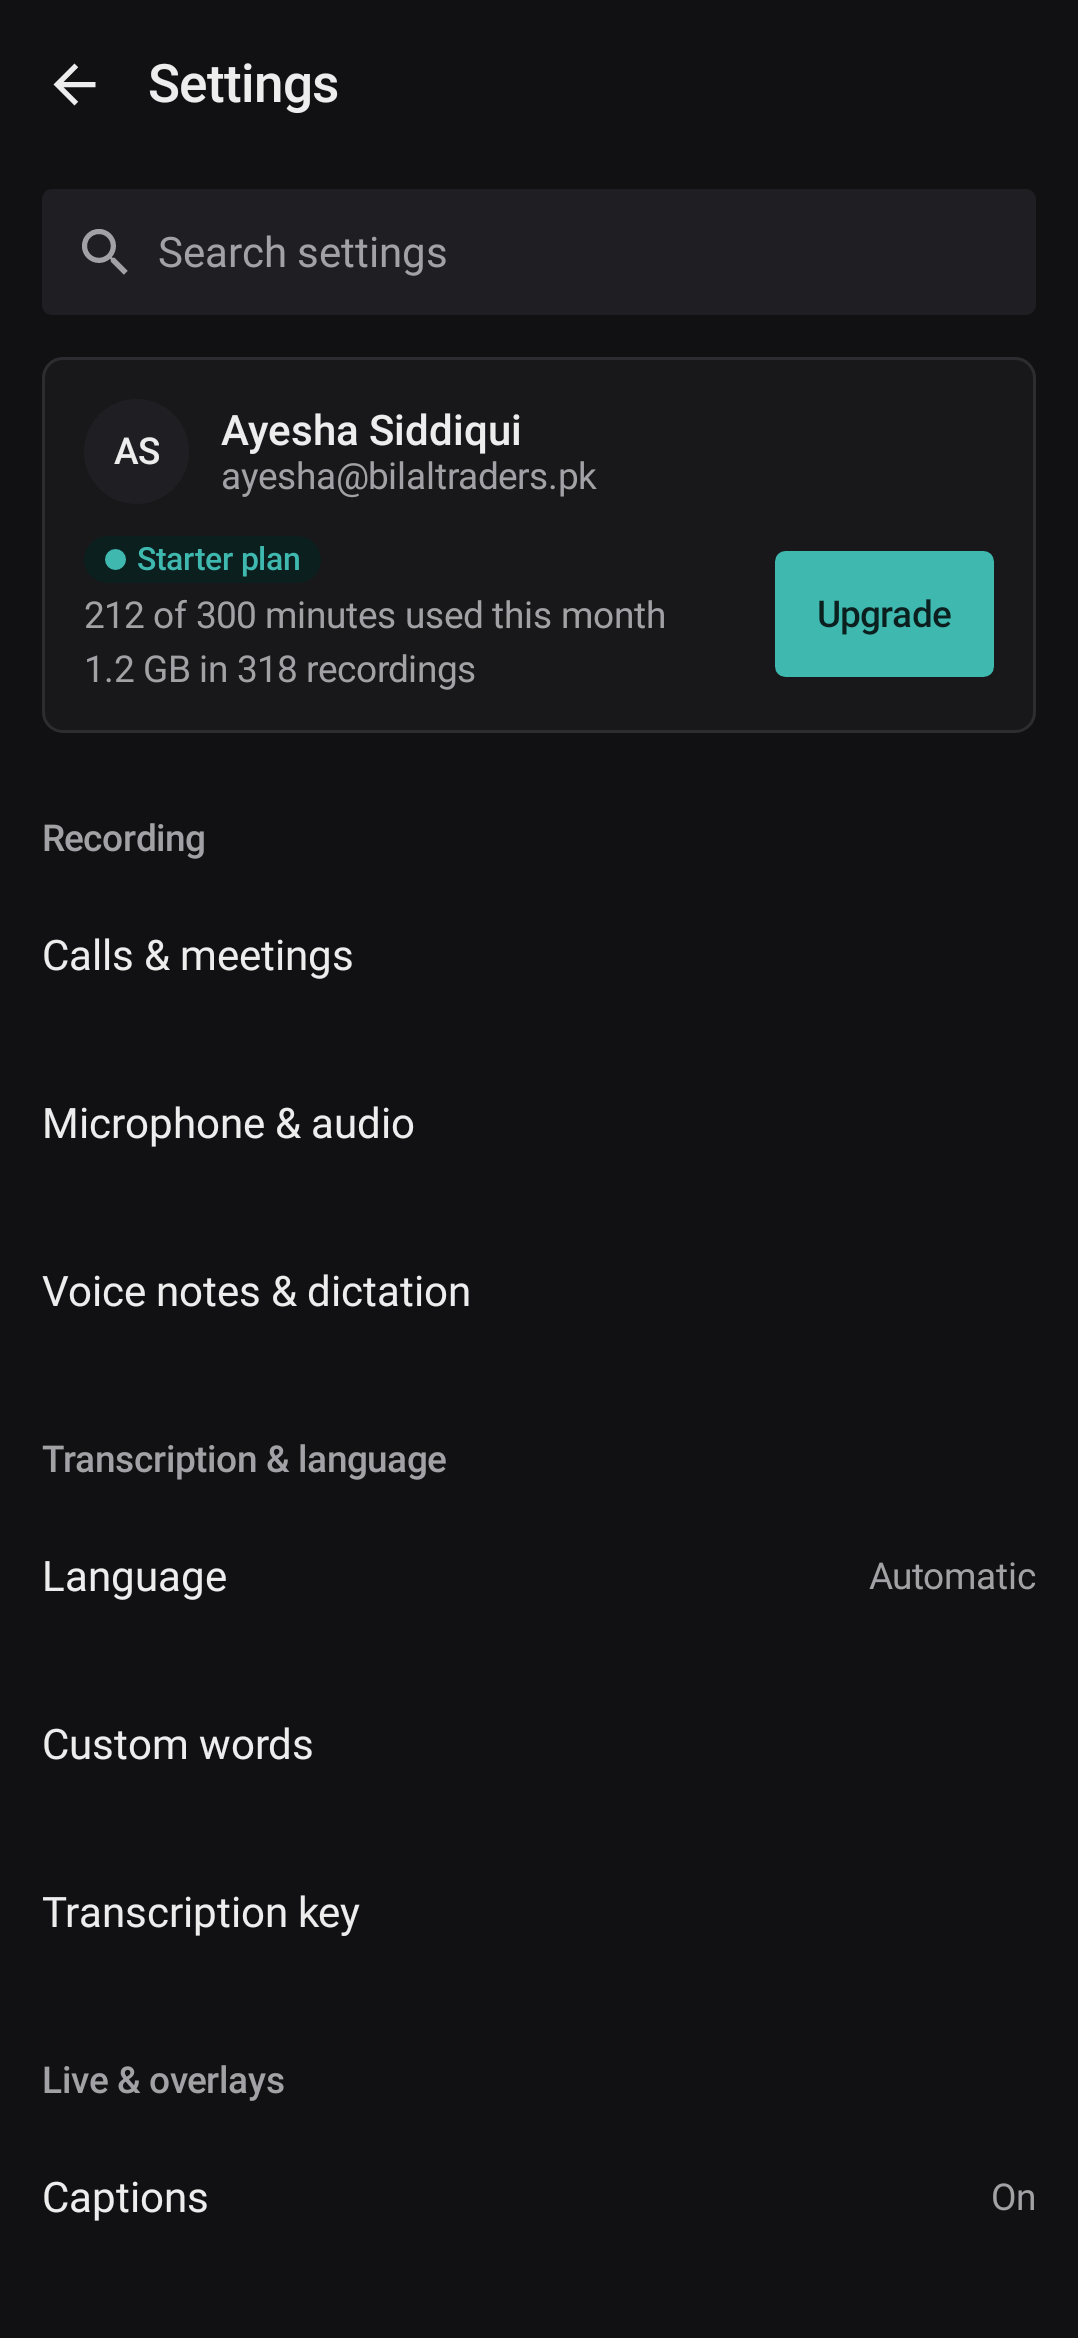 Settings
Search settings
AS
Ayesha Siddiqui
ayesha@bilaltraders.pk
Starter plan
212 of 300 minutes used this month
1.2 GB in 318 recordings
Upgrade
Recording
Calls & meetings
Microphone & audio
Voice notes & dictation
Transcription & language
Language Automatic
Custom words
Transcription key
Live & overlays
Captions On